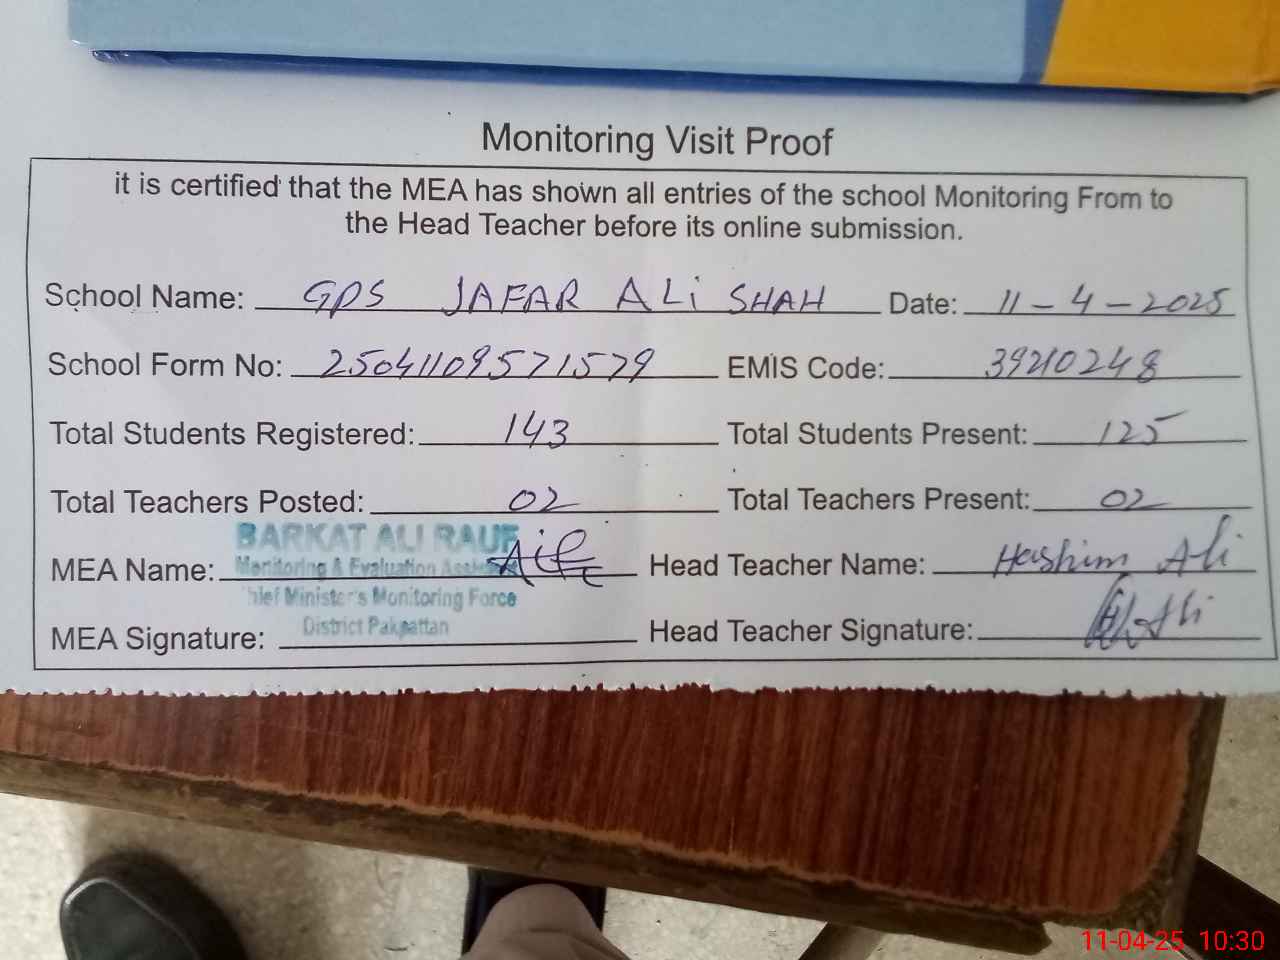 Monitoring Visit Proof
it is certified that the MEA has shown all entries of the school Monitoring From to
the Head Teacher before its online submission.
School Name: GPS JAFAR ALi SHAH Date: 11-4-2025
School Form No: 25041109571579 EMIS Code: 39210248
Total Students Registered: 143 Total Students Present: 125
Total Teachers Posted: 02 Total Teachers Present: 02
BARKAT ALI RAUF
MEA Name: Monitoring & Evaluation Head Teacher Name: Hashim Ali
Chief Minister's Monitoring Force
District Pakpattan
MEA Signature: Head Teacher Signature: Ali
11-04-25 10:30